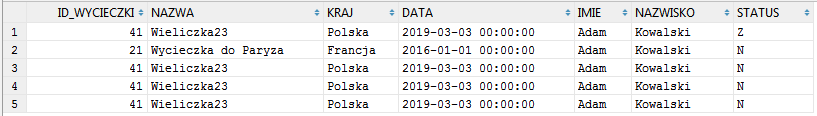 ID_WYCIECZKI NAZWA KRAJ DATA IMIE NAZWISKO STATUS
1 41 Wieliczka23 Polska 2019-03-03 00:00:00 Adam Kowalski Z
2 21 Wycieczka do Paryza Francja 2016-01-01 00:00:00 Adam Kowalski N
3 41 Wieliczka23 Polska 2019-03-03 00:00:00 Adam Kowalski N
4 41 Wieliczka23 Polska 2019-03-03 00:00:00 Adam Kowalski N
5 41 Wieliczka23 Polska 2019-03-03 00:00:00 Adam Kowalski N